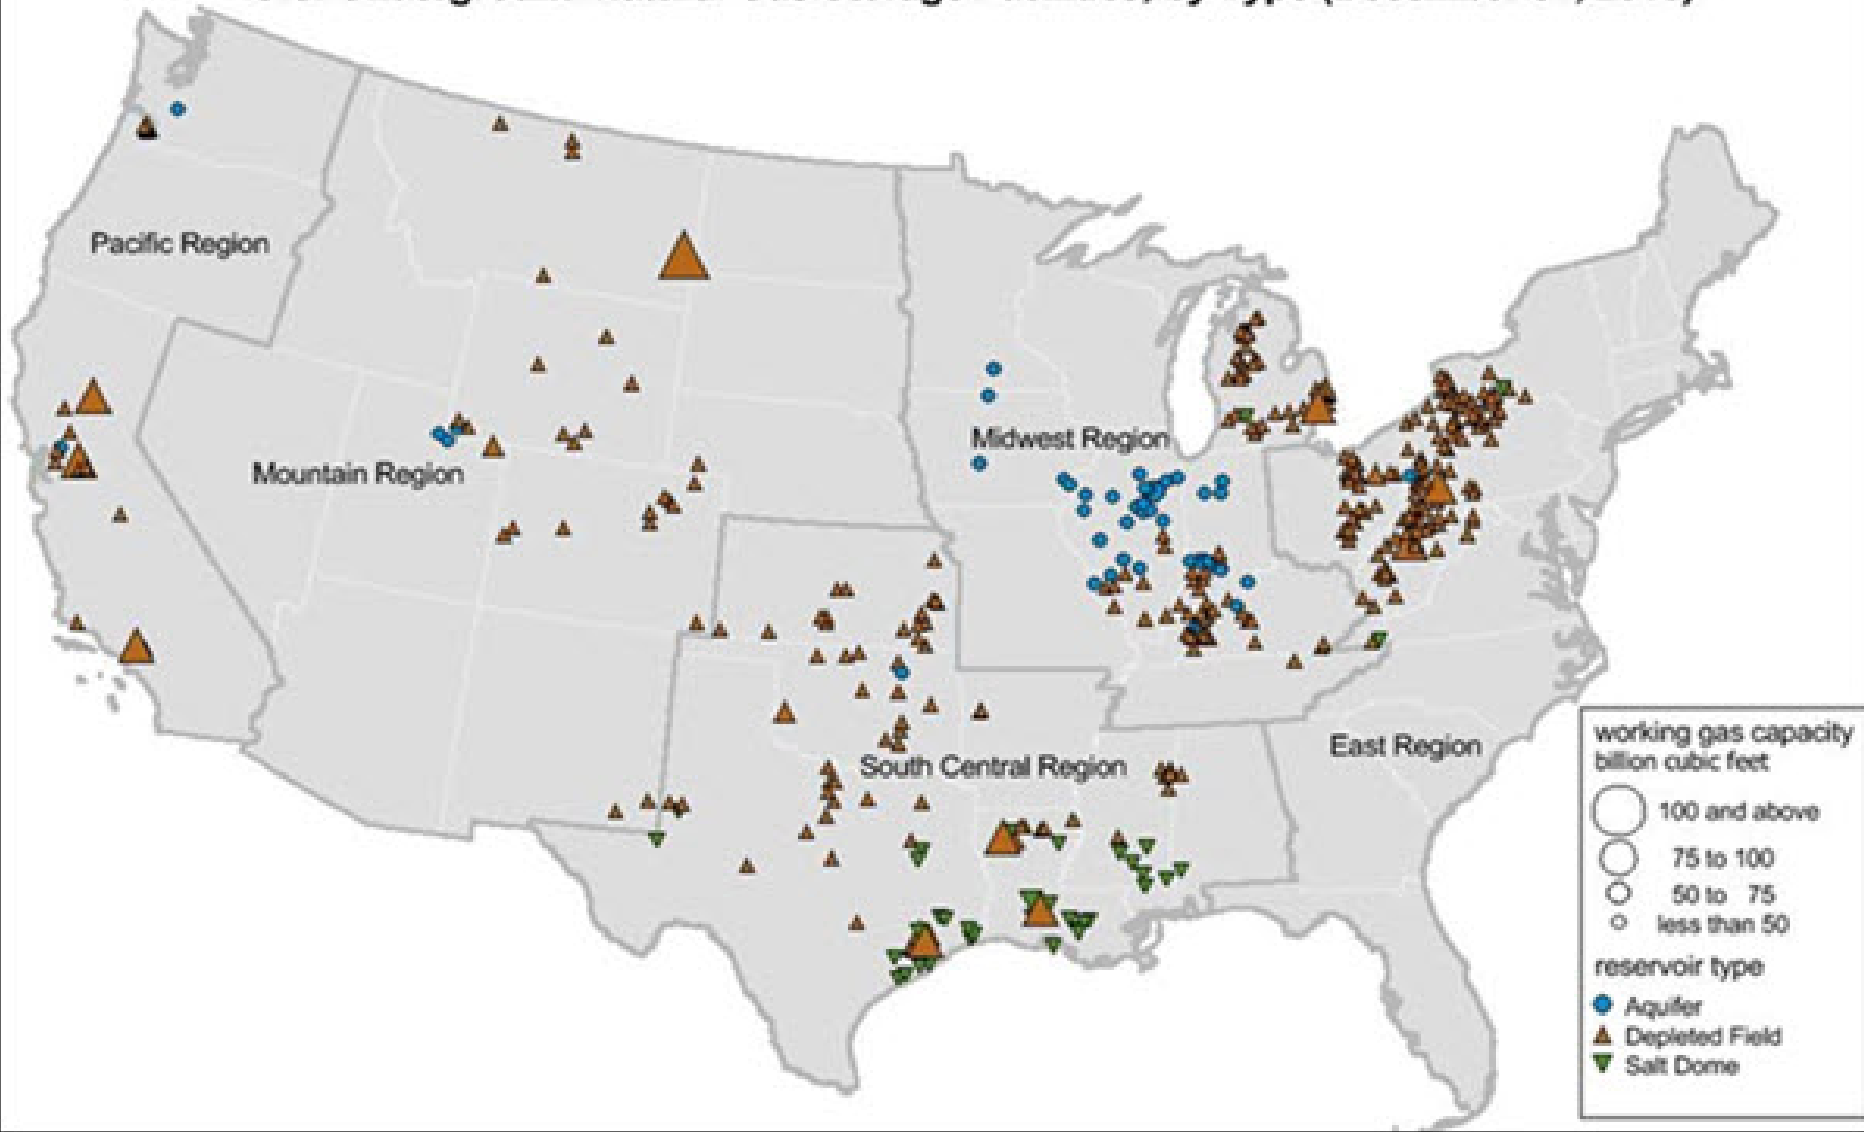 Pacific Region
Mountain Region
Midwest Region
South Central Region
East Region
working gas capacity
billion cubic feet
100 and above
75 to 100
50 to 75
less than 50
reservoir type
Aquifer
Depleted Field
Salt Dome